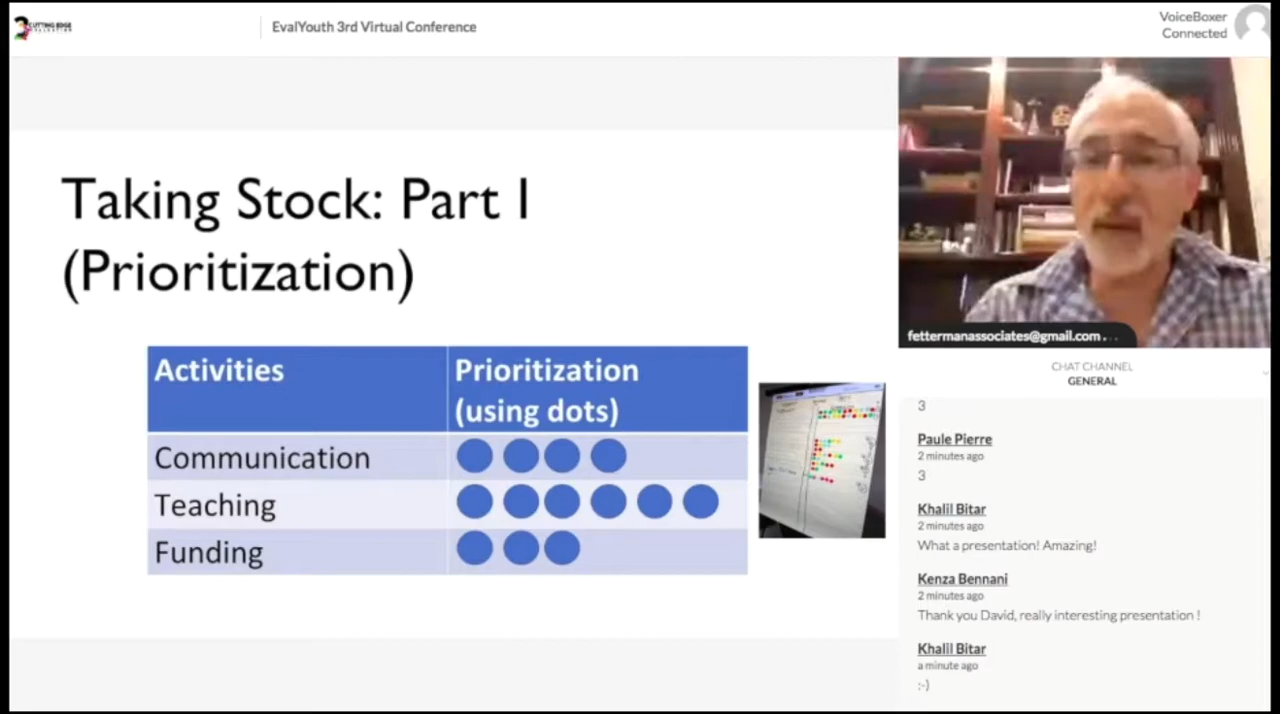 CUTTING EDGE
EvalYouth 3rd Virtual Conference
VoiceBoxer
Connected
Taking Stock: Part I
(Prioritization)
Activities
Prioritization
(using dots)
Communication
Teaching
Funding
fettermanassociates@gmail.com
CHAT CHANNEL
GENERAL
3
Paule Pierre
2 minutes ago
3
Khalil Bitar
2 minutes ago
What a presentation! Amazing!
Kenza Bennani
2 minutes ago
Thank you David, really interesting presentation !
Khalil Bitar
a minute ago
:-)